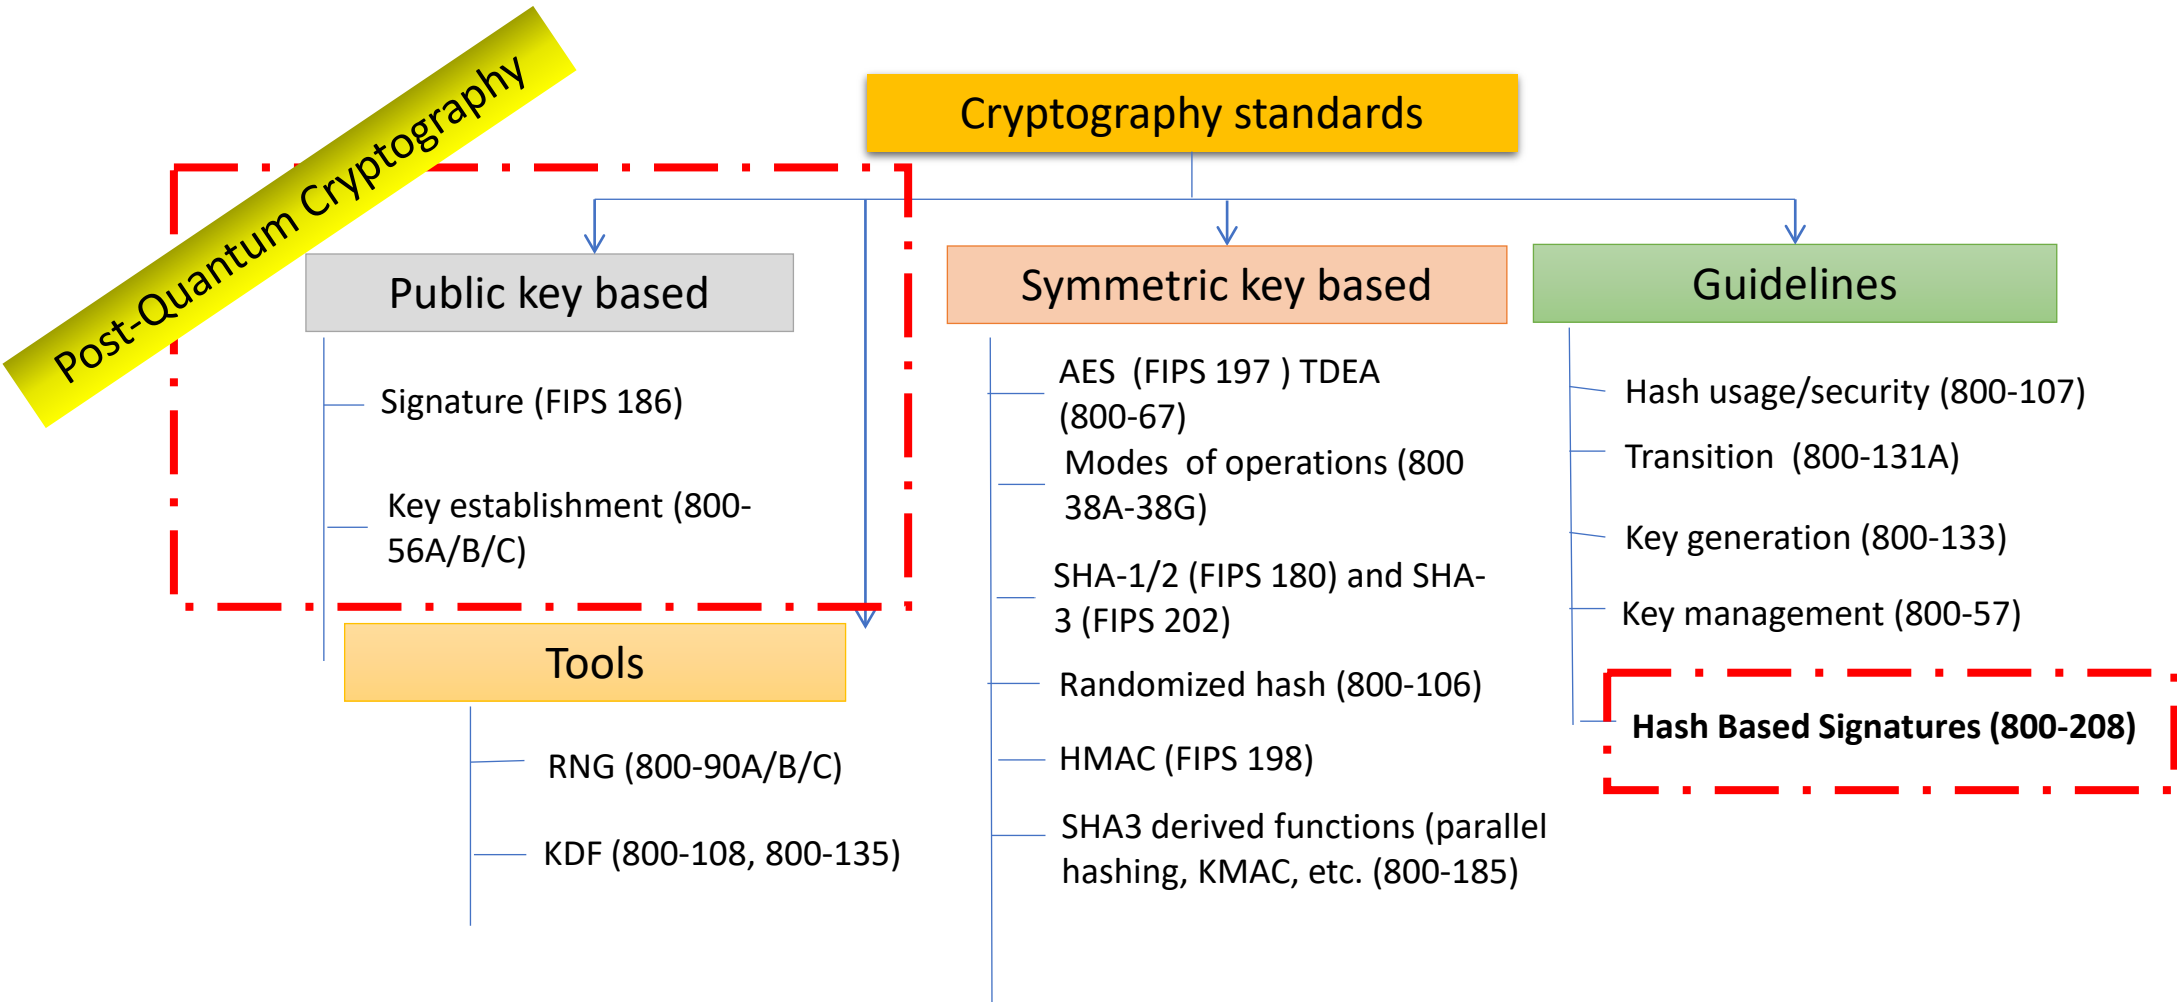 Post-Quantum Cryptography
Cryptography standards
Public key based
Signature (FIPS 186)
Key establishment (800-
56A/B/C)
Tools
RNG (800-90A/B/C)
KDF (800-108, 800-135)
Symmetric key based
AES (FIPS 197 ) TDEA
(800-67)
Modes of operations (800
38A-38G)
SHA-1/2 (FIPS 180) and SHA-
3 (FIPS 202)
Randomized hash (800-106)
HMAC (FIPS 198)
SHA3 derived functions (parallel
hashing, KMAC, etc. (800-185)
Guidelines
Hash usage/security (800-107)
Transition (800-131A)
Key generation (800-133)
Key management (800-57)
Hash Based Signatures (800-208)